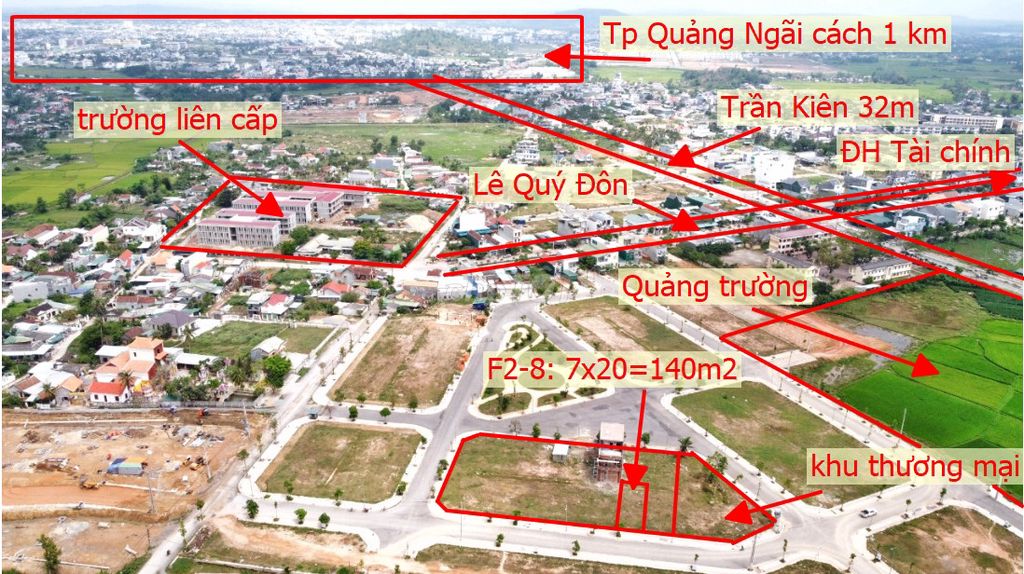 Tp Quảng Ngãi cách 1 km
trường liên cấp
Trần Kiên 32m
ĐH Tài chính
Lê Quý Đôn
Quảng trường
F2-8: 7x20=140m2
khu thương mại